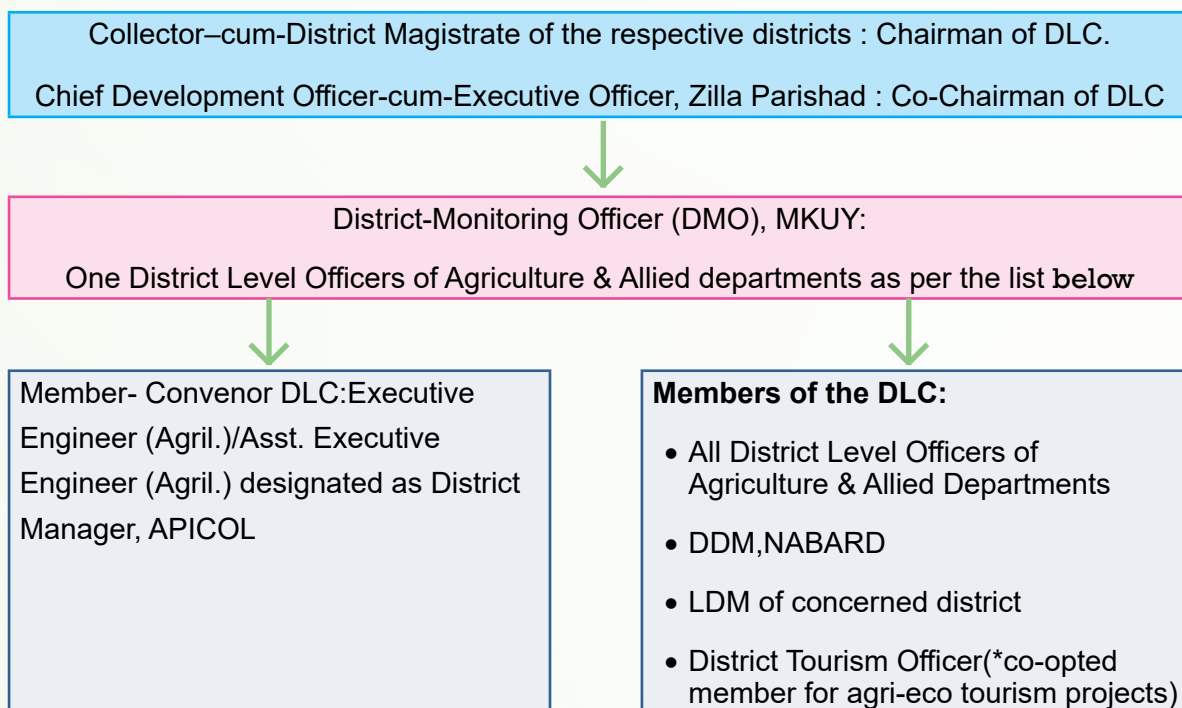 Collector–cum-District Magistrate of the respective districts : Chairman of DLC.
Chief Development Officer-cum-Executive Officer, Zilla Parishad : Co-Chairman of DLC
District-Monitoring Officer (DMO), MKUY:
One District Level Officers of Agriculture & Allied departments as per the list below
Member- Convenor DLC:Executive
Engineer (Agril.)/Asst. Executive
Engineer (Agril.) designated as District
Manager, APICOL
Members of the DLC:
• All District Level Officers of
Agriculture & Allied Departments
• DDM,NABARD
• LDM of concerned district
• District Tourism Officer(*co-opted
member for agri-eco tourism projects)